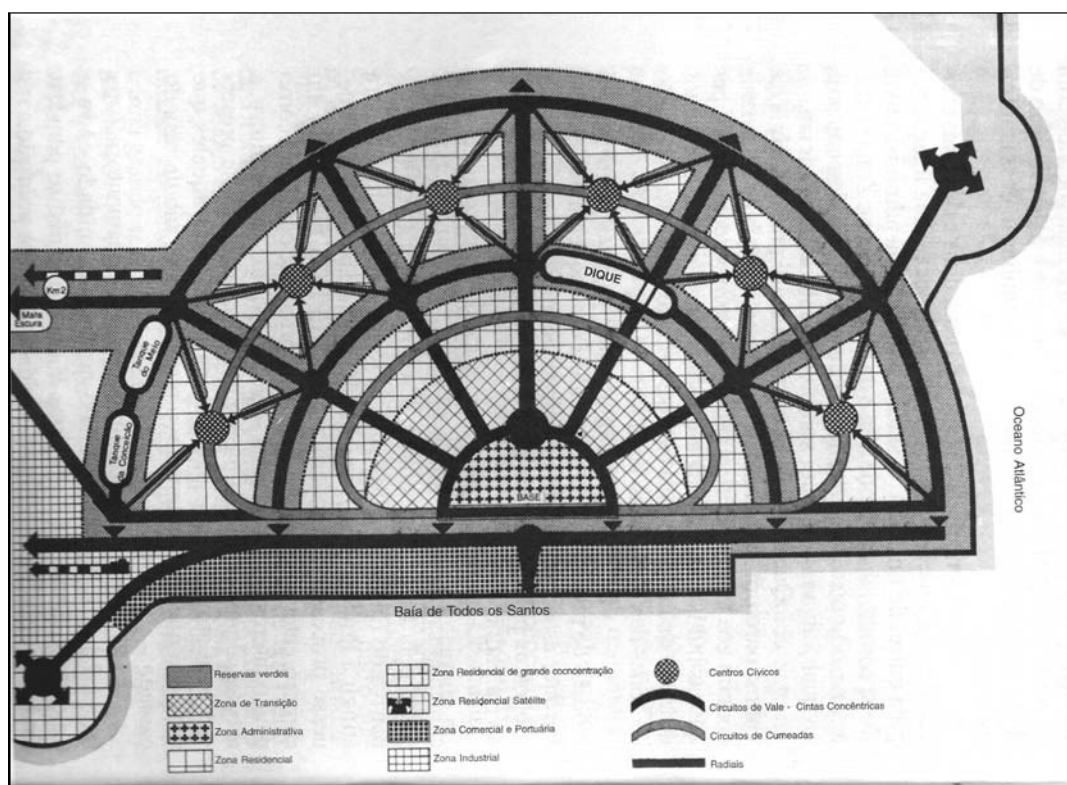 DIQUE
Km2
Mata
Escura
Tanque
do Meio
Tanque
da Conceição
BASE
Oceano Atlântico
Baía de Todos os Santos
Reservas verdes
Zona de Transição
Zona Administrativa
Zona Residencial
Zona Residencial de grande cocncentração
Zona Residencial Satélite
Zona Comercial e Portuária
Zona Industrial
Centros Cívicos
Circuitos de Vale - Cintas Concêntricas
Circuitos de Cumeadas
Radiais